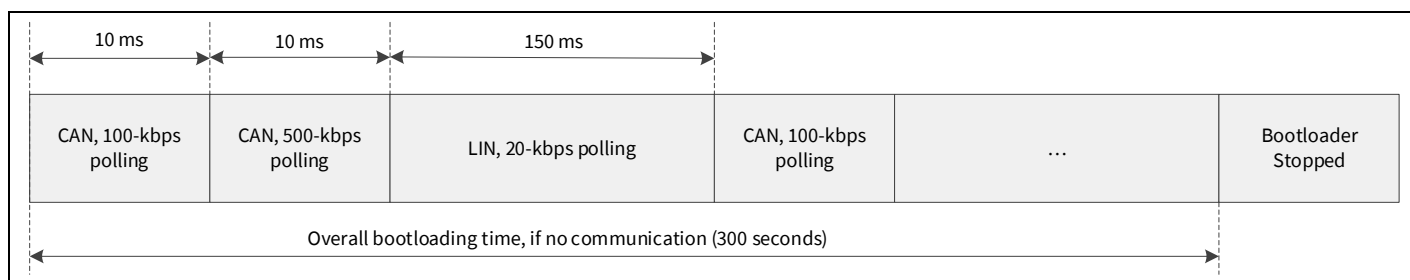 10 ms
10 ms
150 ms
CAN, 100-kbps
polling
CAN, 500-kbps
polling
LIN, 20-kbps polling
CAN, 100-kbps
polling
...
Bootloader
Stopped
Overall bootloading time, if no communication (300 seconds)